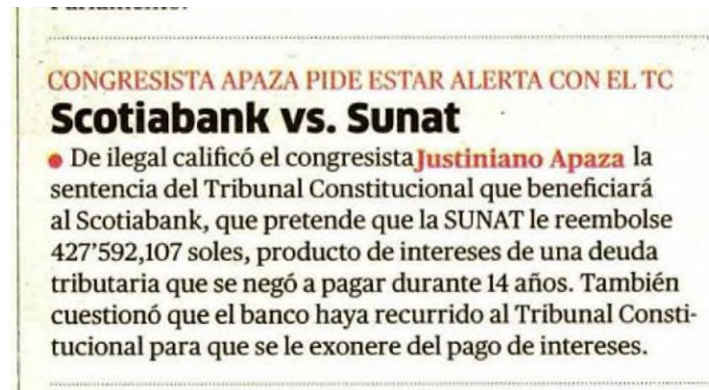 CONGRESISTA APAZA PIDE ESTAR ALERTA CON EL TC
Scotiabank vs. Sunat
● De ilegal calificó el congresista Justiniano Apaza la
sentencia del Tribunal Constitucional que beneficiará
al Scotiabank, que pretende que la SUNAT le reembolse
427'592,107 soles, producto de intereses de una deuda
tributaria que se negó a pagar durante 14 años. También
cuestionó que el banco haya recurrido al Tribunal Consti-
tucional para que se le exonere del pago de intereses.